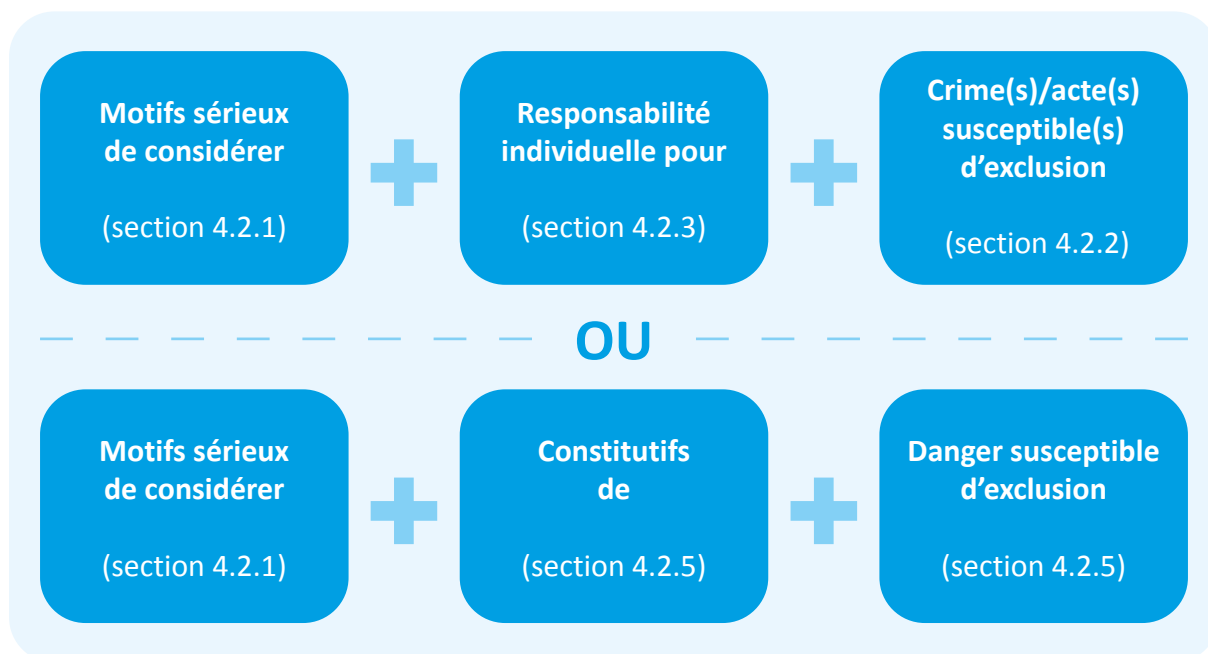 Motifs sérieux
de considérer
(section 4.2.1)
Responsabilité
individuelle pour
(section 4.2.3)
Crime(s)/acte(s)
susceptible(s)
d’exclusion
(section 4.2.2)
OU
Motifs sérieux
de considérer
(section 4.2.1)
Constitutifs
de
(section 4.2.5)
Danger susceptible
d’exclusion
(section 4.2.5)